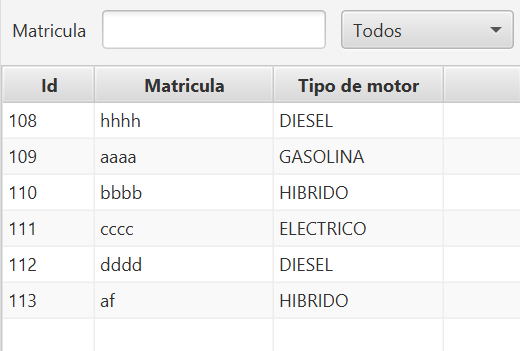 Matricula Todos
Id Matricula Tipo de motor
108 hhhh DIESEL
109 aaaa GASOLINA
110 bbbb HIBRIDO
111 cccc ELECTRICO
112 dddd DIESEL
113 af HIBRIDO